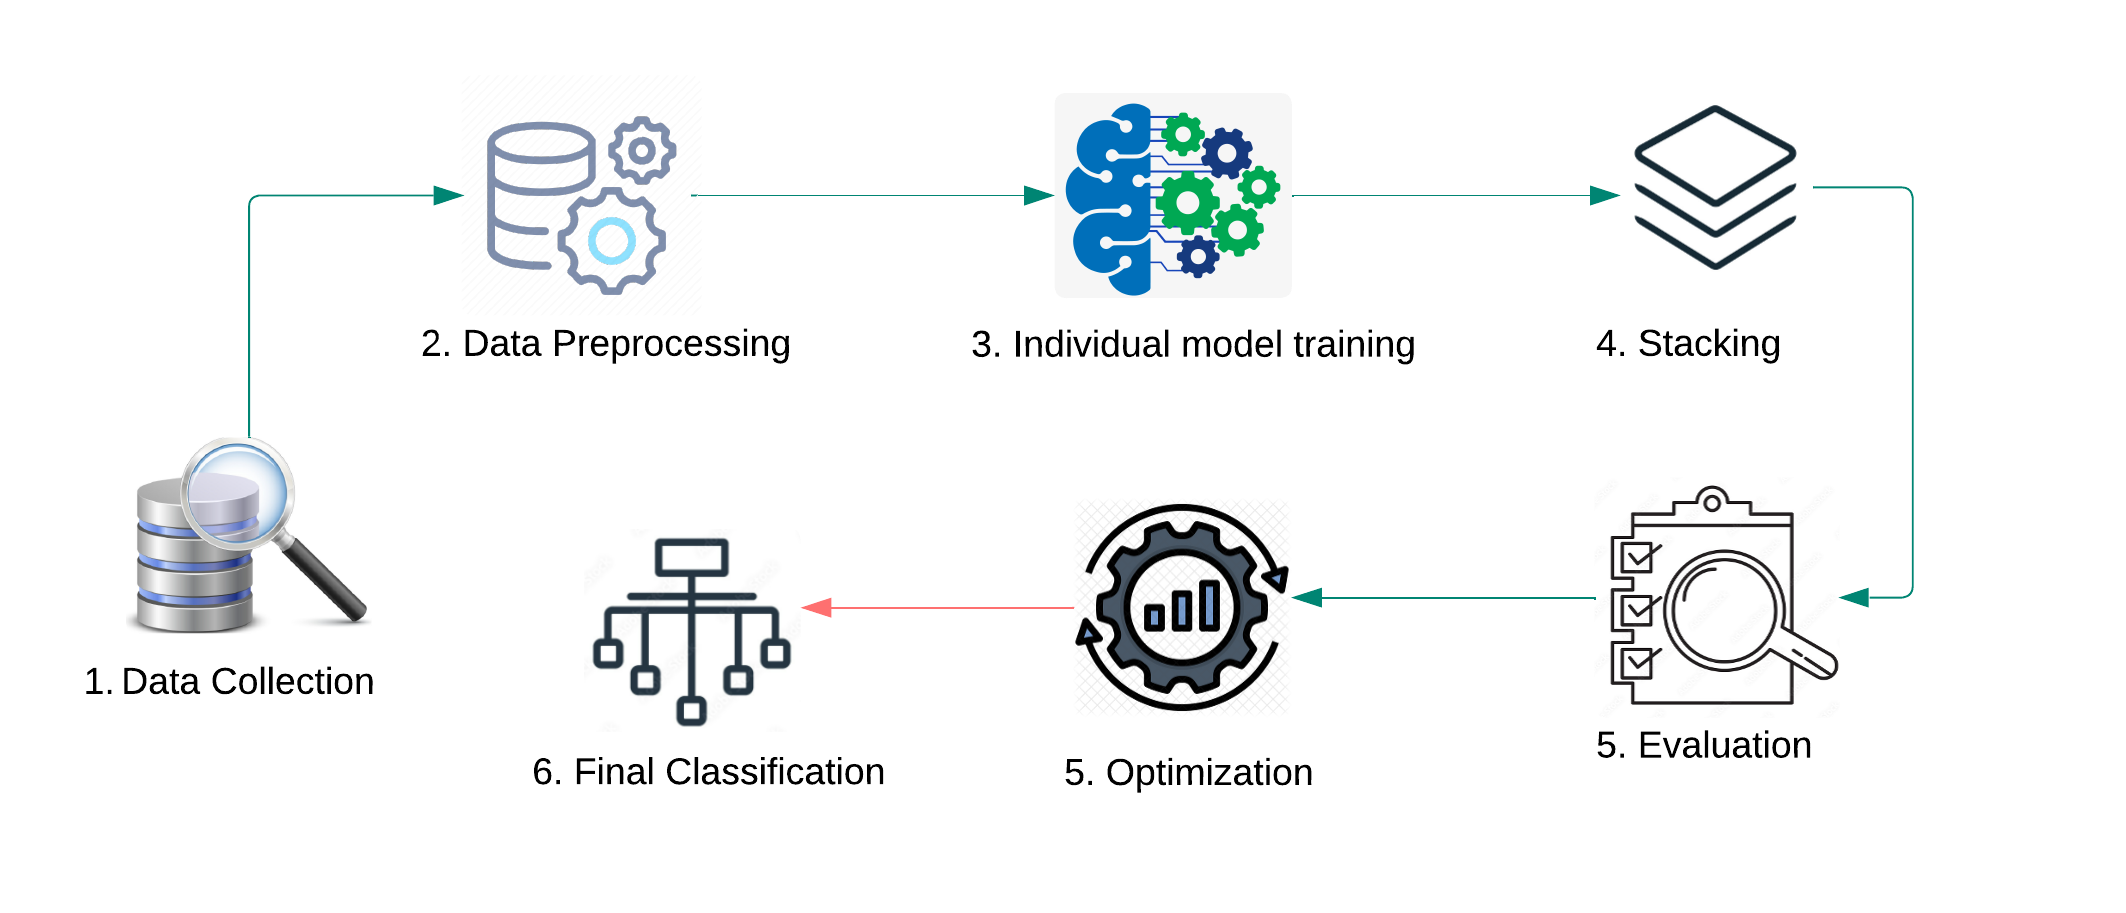 2. Data Preprocessing
3. Individual model training
4. Stacking
1. Data Collection
5. Evaluation
6. Final Classification
5. Optimization